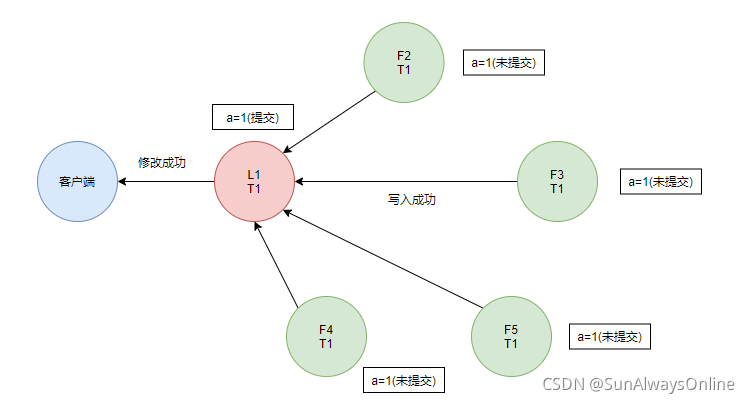 F2
T1
a=1(未提交)
a=1(提交)
修改成功
客户端
L1
T1
F3
T1
a=1(未提交)
写入成功
F4
T1
F5
T1
a=1(未提交)
a=1(未提交)
CSDN @SunAlwaysOnline